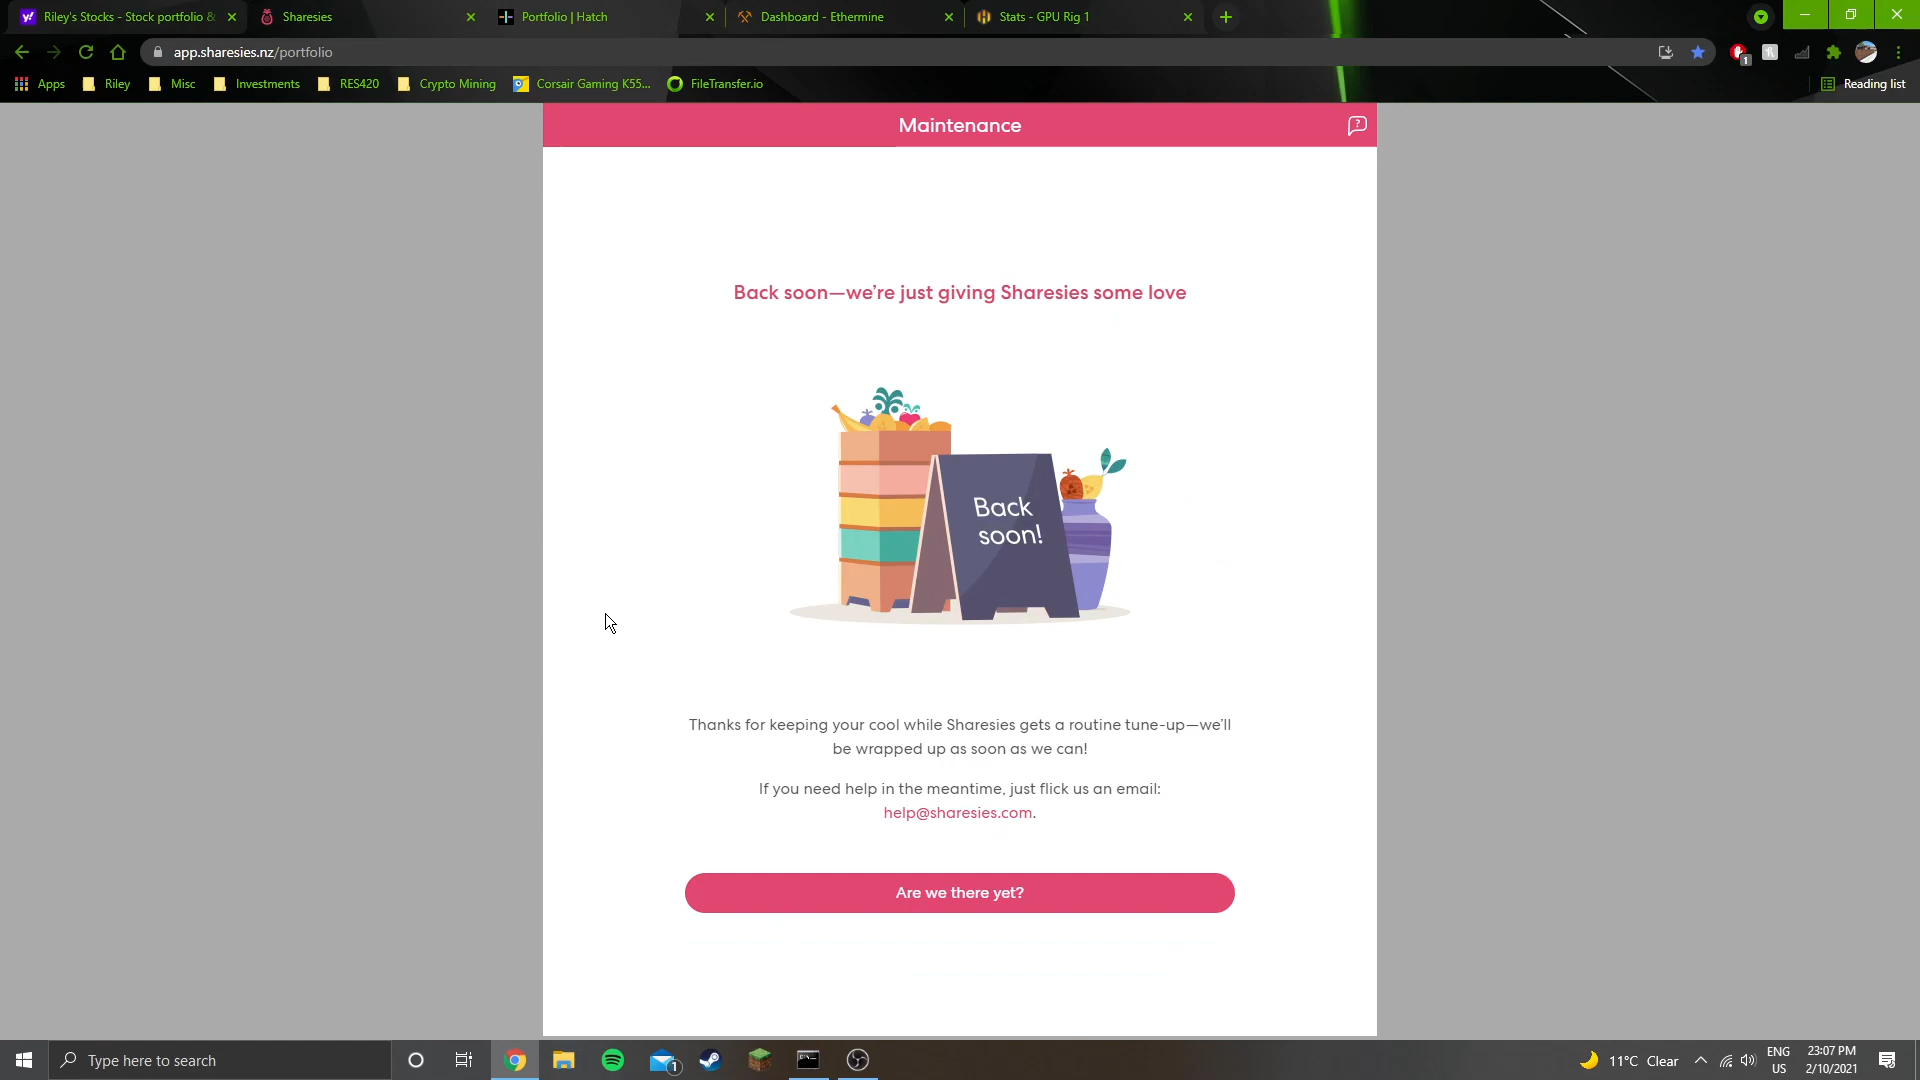 Riley's Stocks - Stock portfolio &
Sharesies
Portfolio | Hatch
Dashboard - Ethermine
Stats - GPU Rig 1
app.sharesies.nz/portfolio
1
Apps
Riley
Misc
Investments
RES420
Crypto Mining
Corsair Gaming K55...
FileTransfer.io
Reading list
Maintenance
?
Back soon—we're just giving Sharesies some love
Back
soon!
Thanks for keeping your cool while Sharesies gets a routine tune-up—we'll
be wrapped up as soon as we can!
If you need help in the meantime, just flick us an email:
help@sharesies.com.
Are we there yet?
Type here to search
1
11°C Clear
ENG
US
23:07 PM
2/10/2021